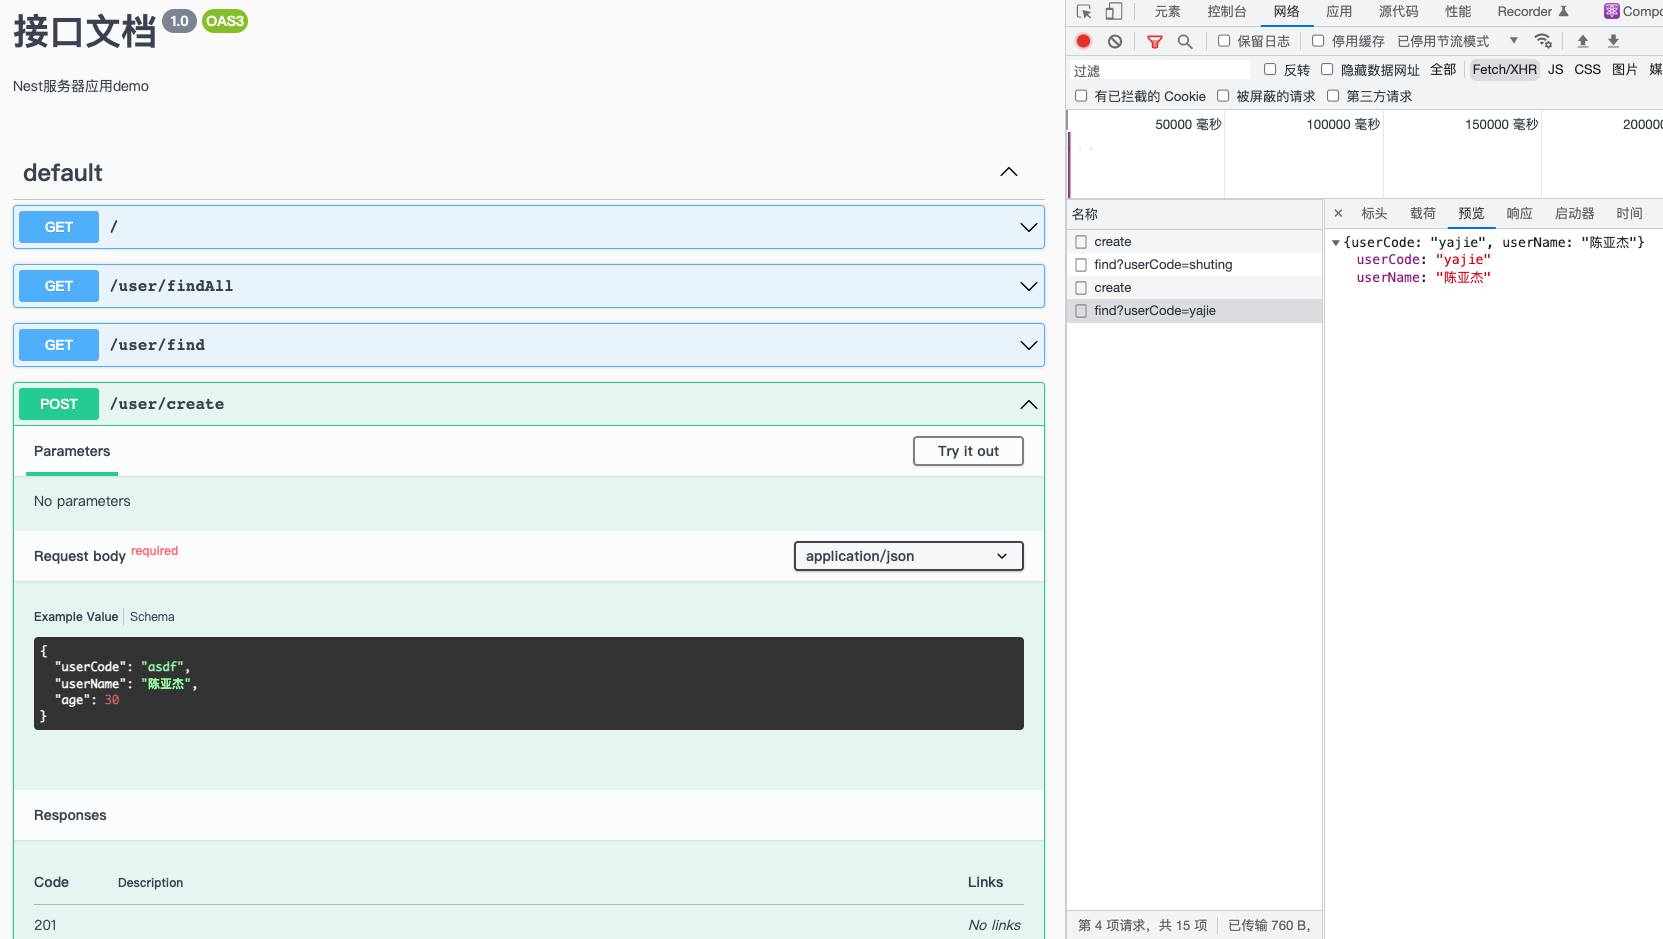 接口文档 1.0 OAS3
Nest服务器应用demo
default
GET /
GET /user/findAll
GET /user/find
POST /user/create
Parameters
Try it out
No parameters
Request body required
application/json
Example Value
Schema
{
"userCode": "asdf",
"userName": "陈亚杰",
"age": 30
}
Responses
Code Description Links
201 No links
元素 控制台 网络 应用 源代码 性能 Recorder Compo
保留日志 停用缓存 已停用节流模式
过滤 反转 隐藏数据网址 全部 Fetch/XHR JS CSS 图片 媒
有已拦截的 Cookie 被屏蔽的请求 第三方请求
50000 毫秒 100000 毫秒 150000 毫秒 200000
名称
create
find?userCode=shuting
create
find?userCode=yajie
× 标头 载荷 预览 响应 启动器 时间
{userCode: "yajie", userName: "陈亚杰"}
userCode: "yajie"
userName: "陈亚杰"
第 4 项请求，共 15 项 已传输 760 B，